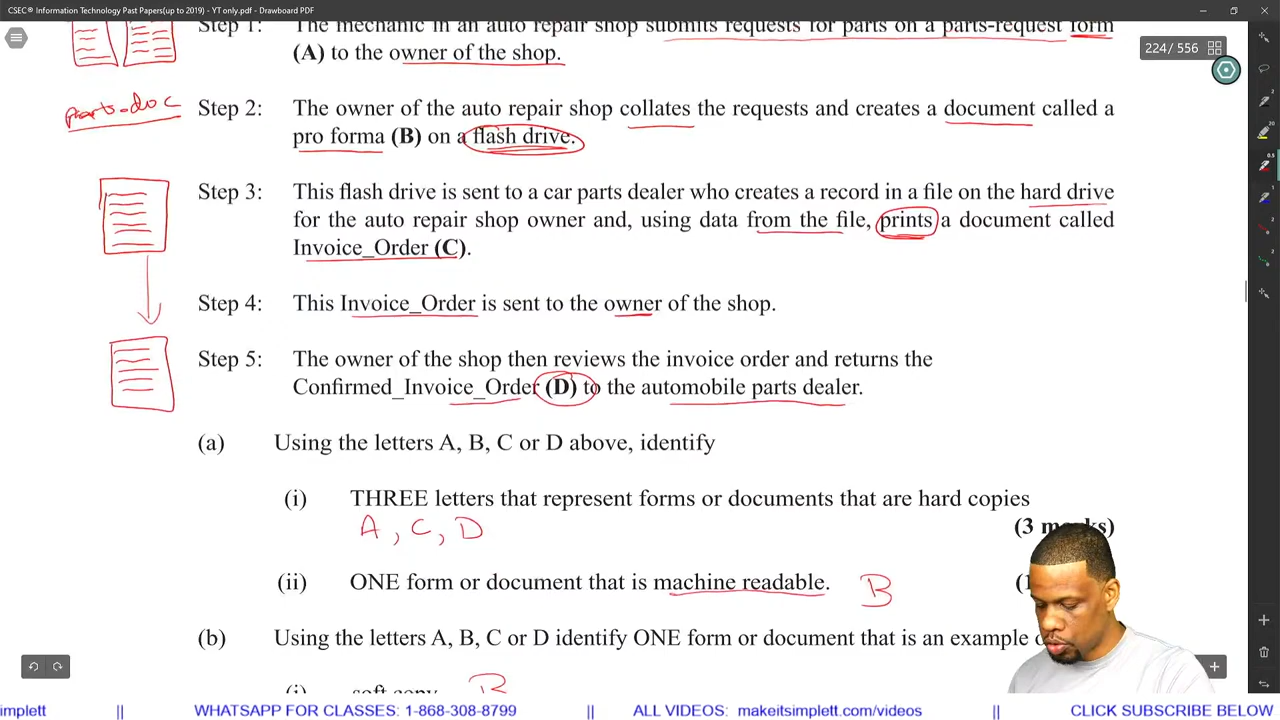 CSEC® Information Technology Past Papers(up to 2019) - YT only.pdf - Drawboard PDF
Step 1: The mechanic in an auto repair shop submits requests for parts on a parts-request form
224 / 556
(A) to the owner of the shop.
parts.doc
Step 2: The owner of the auto repair shop collates the requests and creates a document called a
pro forma (B) on a flash drive.
Step 3: This flash drive is sent to a car parts dealer who creates a record in a file on the hard drive
for the auto repair shop owner and, using data from the file, prints a document called
Invoice_Order (C).
Step 4: This Invoice_Order is sent to the owner of the shop.
Step 5: The owner of the shop then reviews the invoice order and returns the
Confirmed_Invoice_Order (D) to the automobile parts dealer.
(a) Using the letters A, B, C or D above, identify
(i) THREE letters that represent forms or documents that are hard copies
A, C, D
(3 marks)
(ii) ONE form or document that is machine readable. B (1
(b) Using the letters A, B, C or D identify ONE form or document that is an example
(i) soft copy B
simplett || WHATSAPP FOR CLASSES: 1-868-308-8799 || ALL VIDEOS: makeitsimplett.com/videos || CLICK SUBSCRIBE BELOW